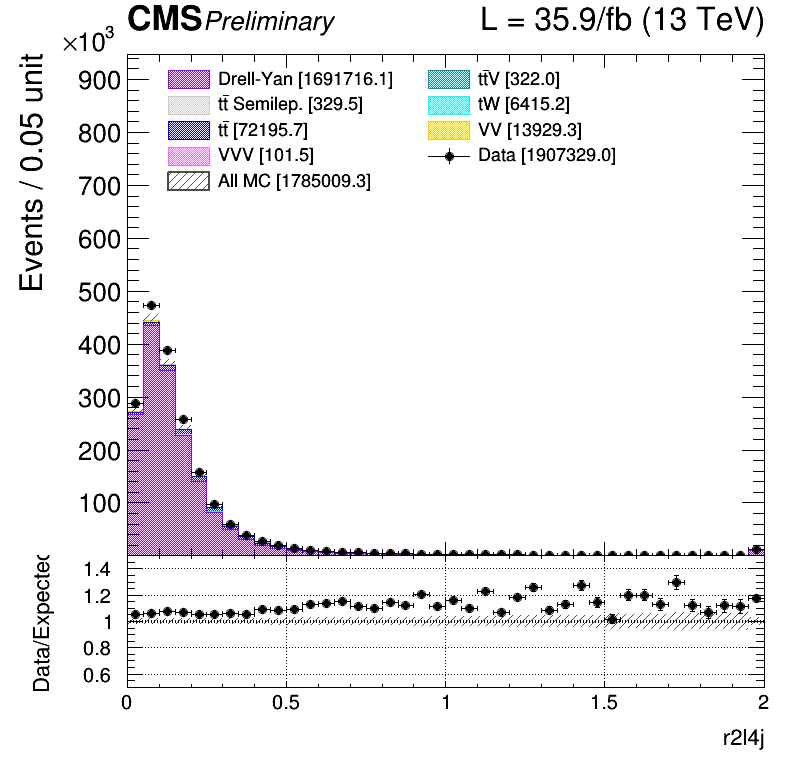 CMS Preliminary L = 35.9/fb (13 TeV)
×10³
Events / 0.05 unit
900
800
700
600
500
400
300
200
100
Drell-Yan [1691716.1]
tt̄ Semilep. [329.5]
tt̄ [72195.7]
VVV [101.5]
All MC [1785009.3]
tt̄V [322.0]
tW [6415.2]
VV [13929.3]
Data [1907329.0]
Data/Expected
1.4
1.2
1
0.8
0.6
0 0.5 1 1.5 2
r2l4j